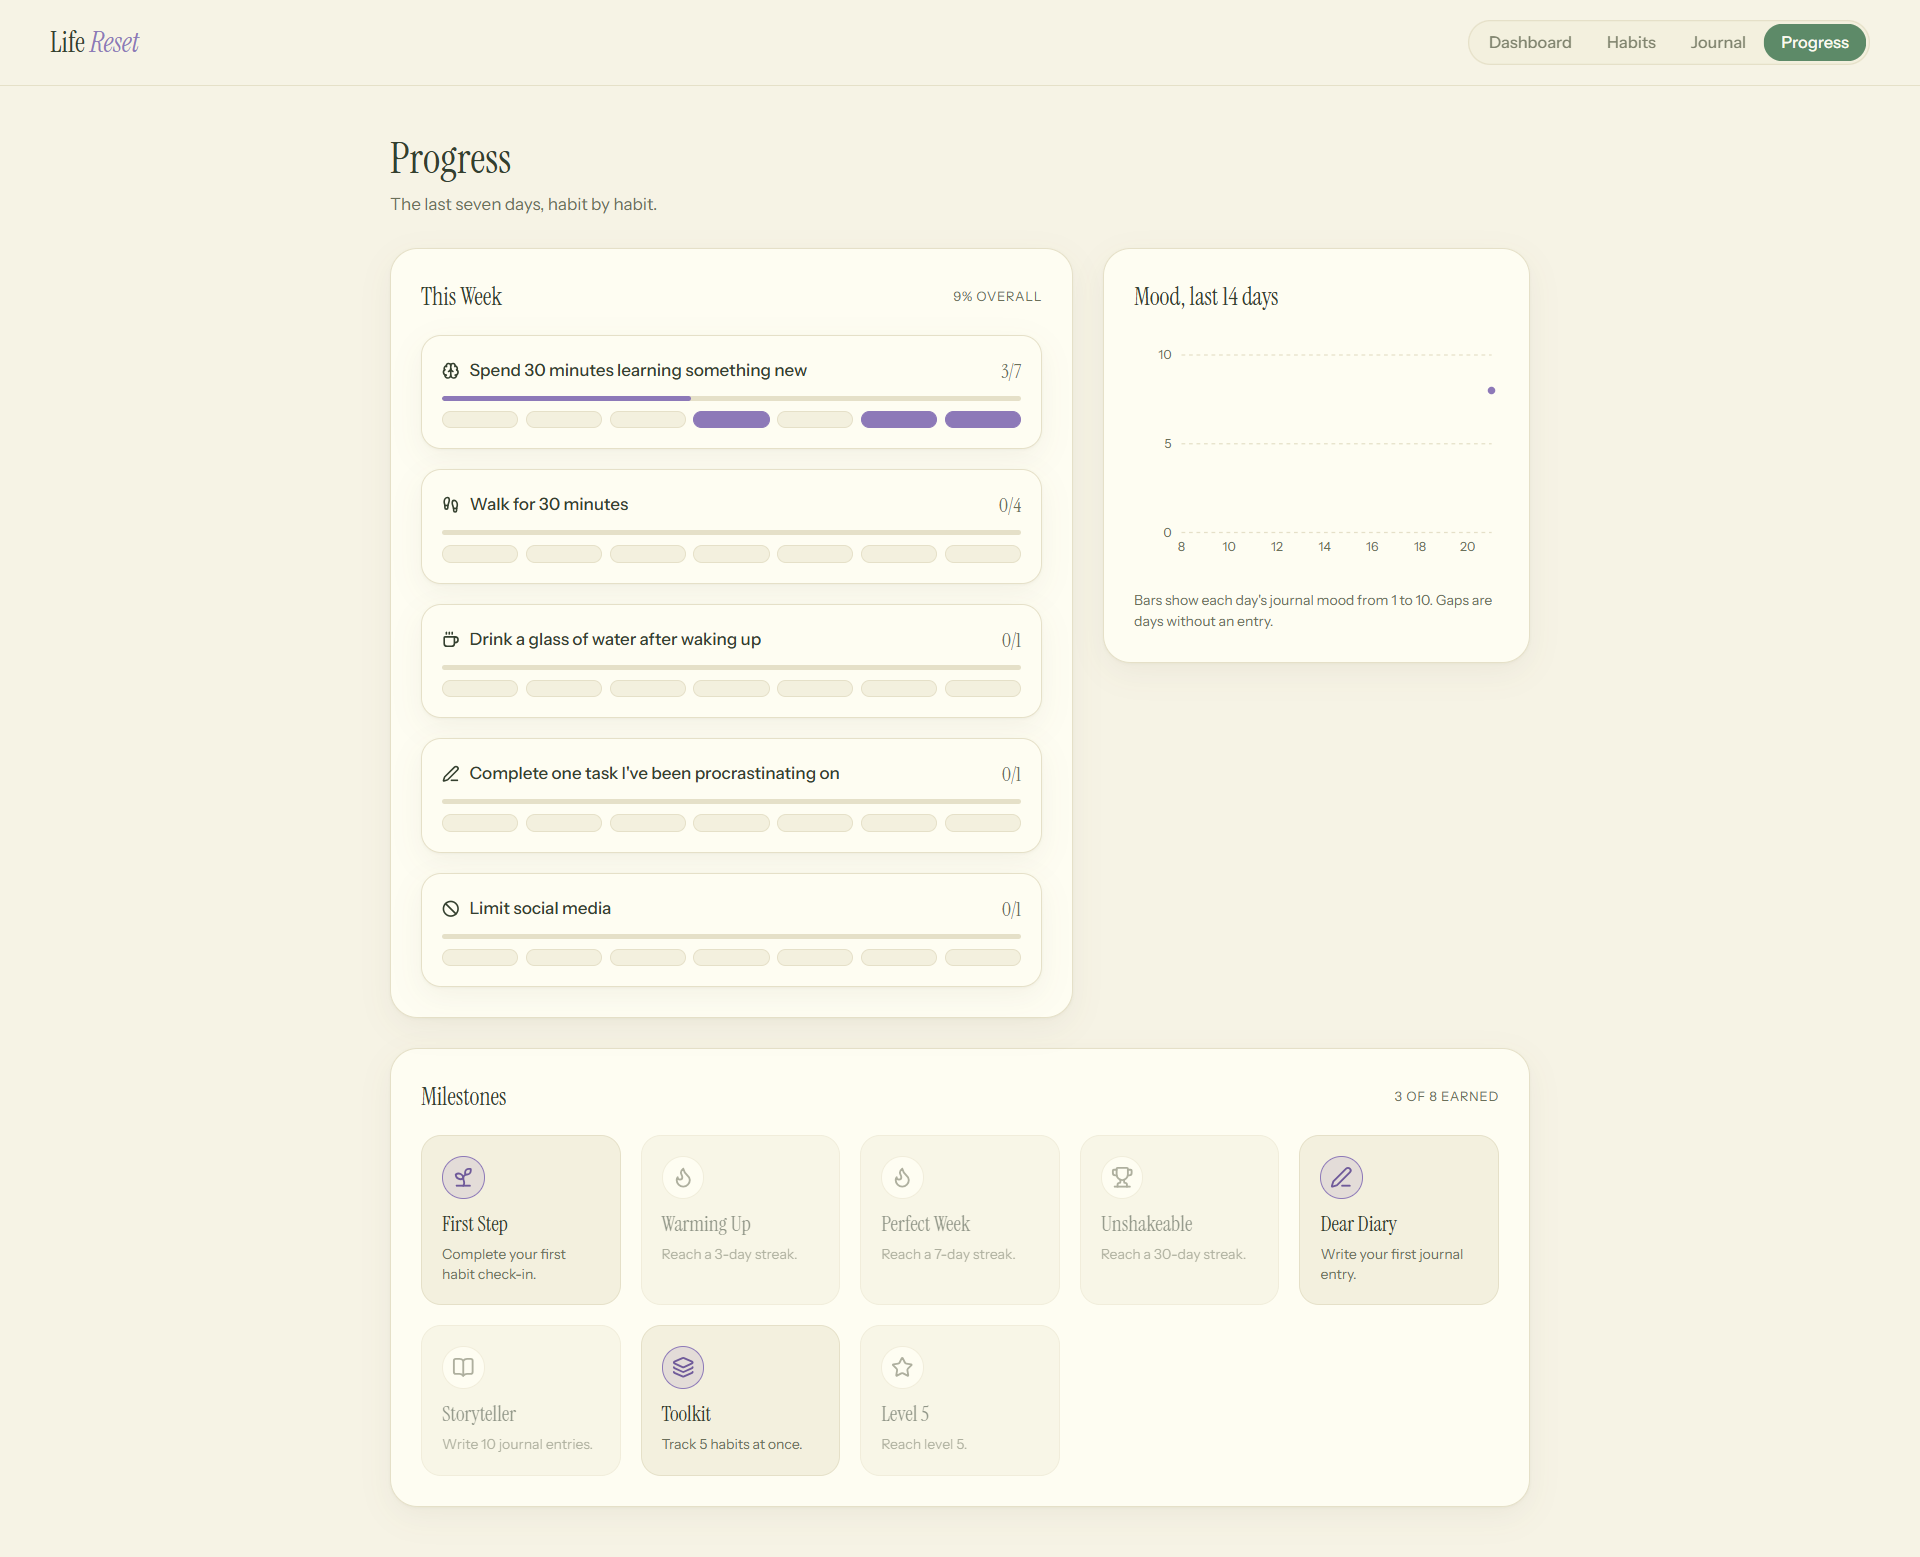 Life Reset
Dashboard
Habits
Journal
Progress
Progress
The last seven days, habit by habit.
This Week
9% OVERALL
Spend 30 minutes learning something new
3/7
Walk for 30 minutes
0/4
Drink a glass of water after waking up
0/1
Complete one task I've been procrastinating on
0/1
Limit social media
0/1
Mood, last 14 days
10
5
0
8 10 12 14 16 18 20
Bars show each day's journal mood from 1 to 10. Gaps are
days without an entry.
Milestones
3 OF 8 EARNED
First Step
Complete your first
habit check-in.
Warming Up
Reach a 3-day streak.
Perfect Week
Reach a 7-day streak.
Unshakeable
Reach a 30-day streak.
Dear Diary
Write your first journal
entry.
Storyteller
Write 10 journal entries.
Toolkit
Track 5 habits at once.
Level 5
Reach level 5.